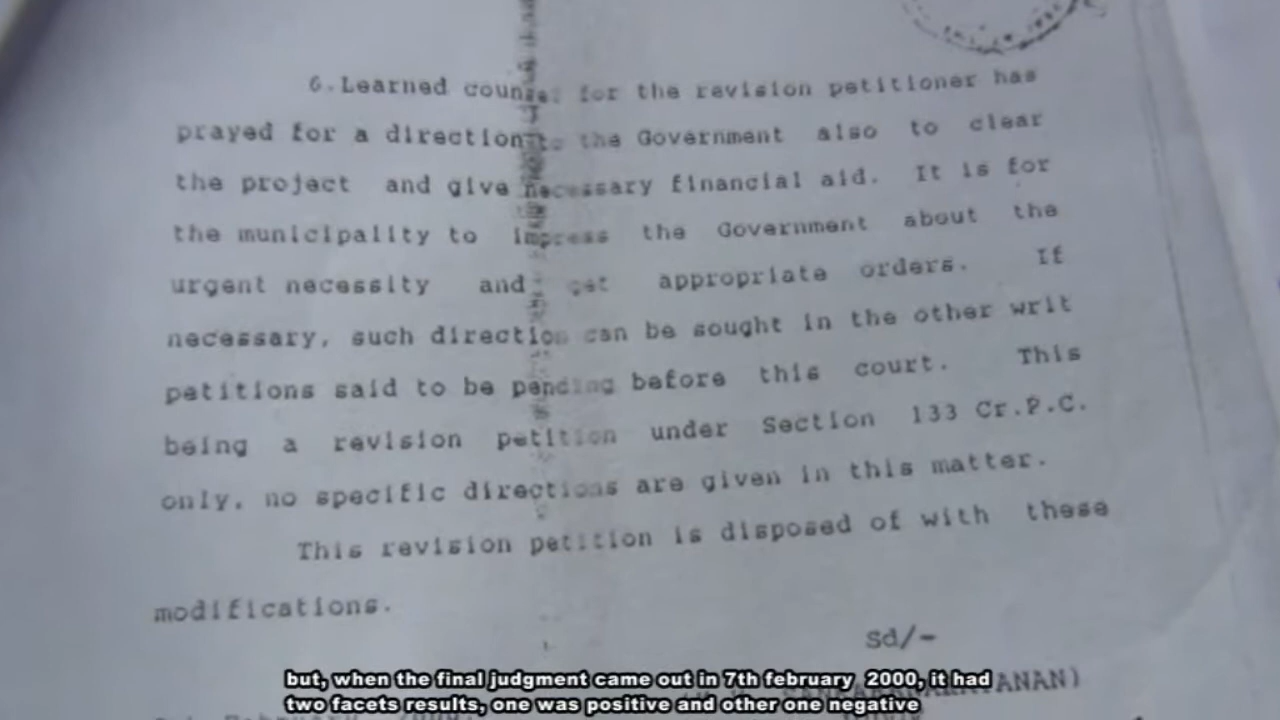 6.Learned counsel for the revision petitioner has
prayed for a direction to the Government also to clear
the project and give necessary financial aid. It is for
the municipality to impress the Government about the
urgent necessity and get appropriate orders. If
necessary, such direction can be sought in the other writ
petitions said to be pending before this court. This
being a revision petition under Section 133 Cr.P.C.
only, no specific directions are given in this matter.
This revision petition is disposed of with these
modifications.
Sd/-
but, when the final judgment came out in 7th february 2000, it had
two facets results, one was positive and other one negative